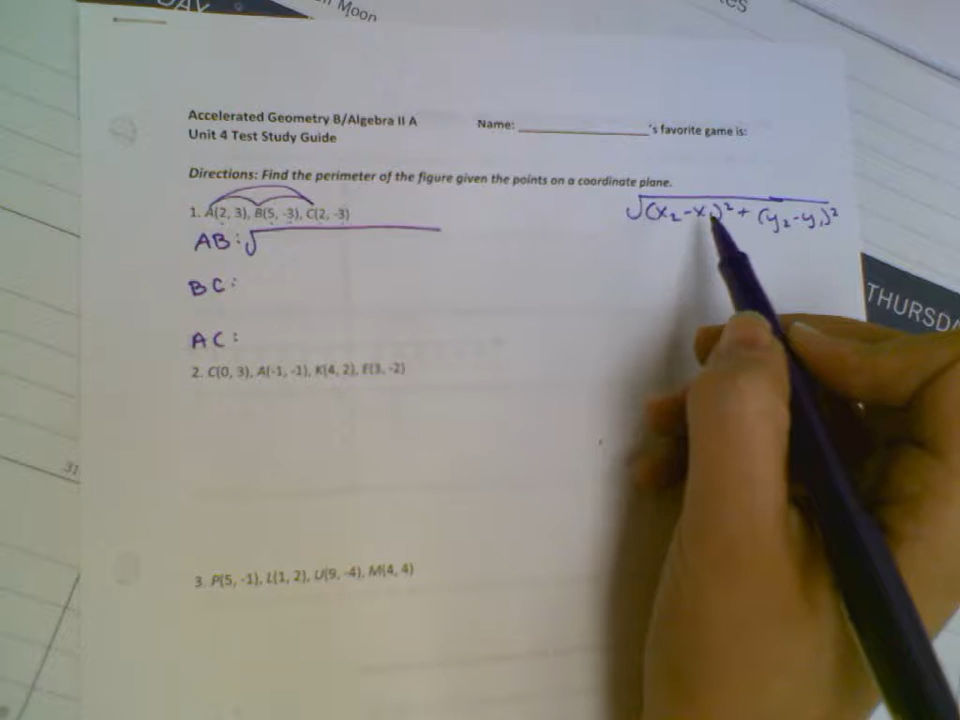 Moon
Accelerated Geometry B/Algebra II A
Unit 4 Test Study Guide
Name: ____________________'s favorite game is:
Directions: Find the perimeter of the figure given the points on a coordinate plane.
1. A(2, 3), B(5, -3), C(2, -3)
√(x₂-x₁)²+(y₂-y₁)²
AB:√
BC:
AC:
2. C(0, 3), A(-1, -1), K(4, 2), E(3, -2)
3. P(5, -1), L(1, 2), U(9, -4), M(4, 4)
THURSDA
31